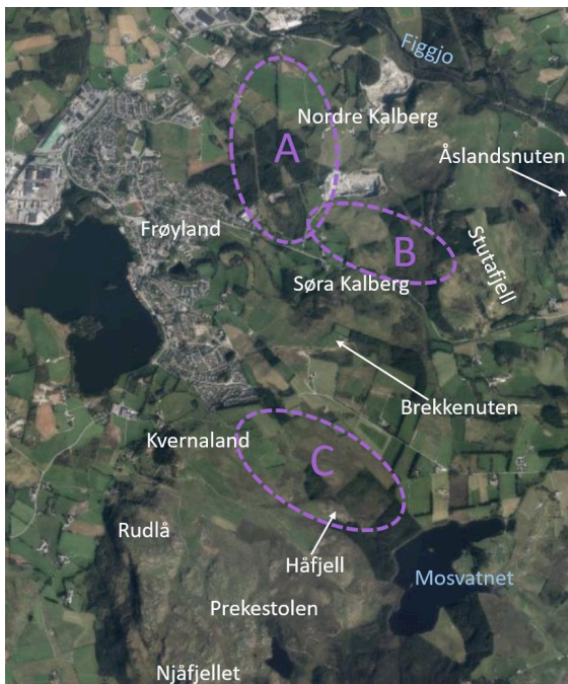 Figgjo
Nordre Kalberg
A
Åslandsnuten
Frøyland
B
Stutafjell
Søra Kalberg
Brekkenuten
Kvernaland
C
Rudlå
Håfjell
Mosvatnet
Prekestolen
Njåfjellet